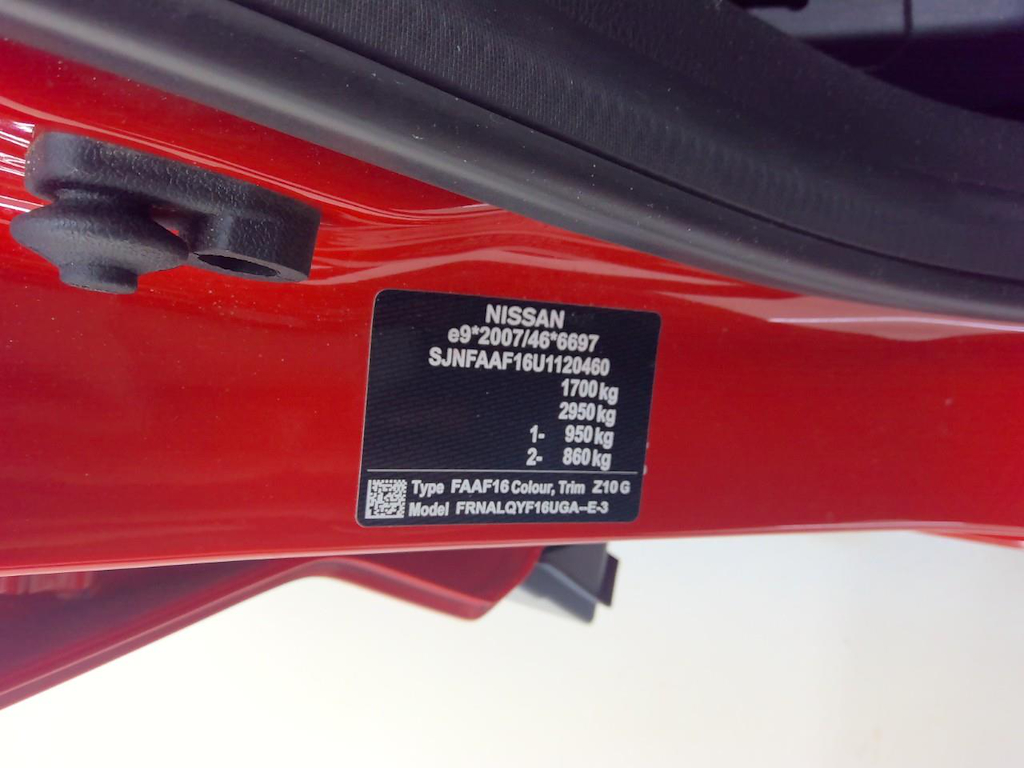 NISSAN
e9*2007/46*6697
SJNFAAF16U1120460
1700 kg
2950 kg
1- 950 kg
2- 860 kg
Type FAAF16 Colour, Trim Z10 G
Model FRNALQYF16UGA--E-3